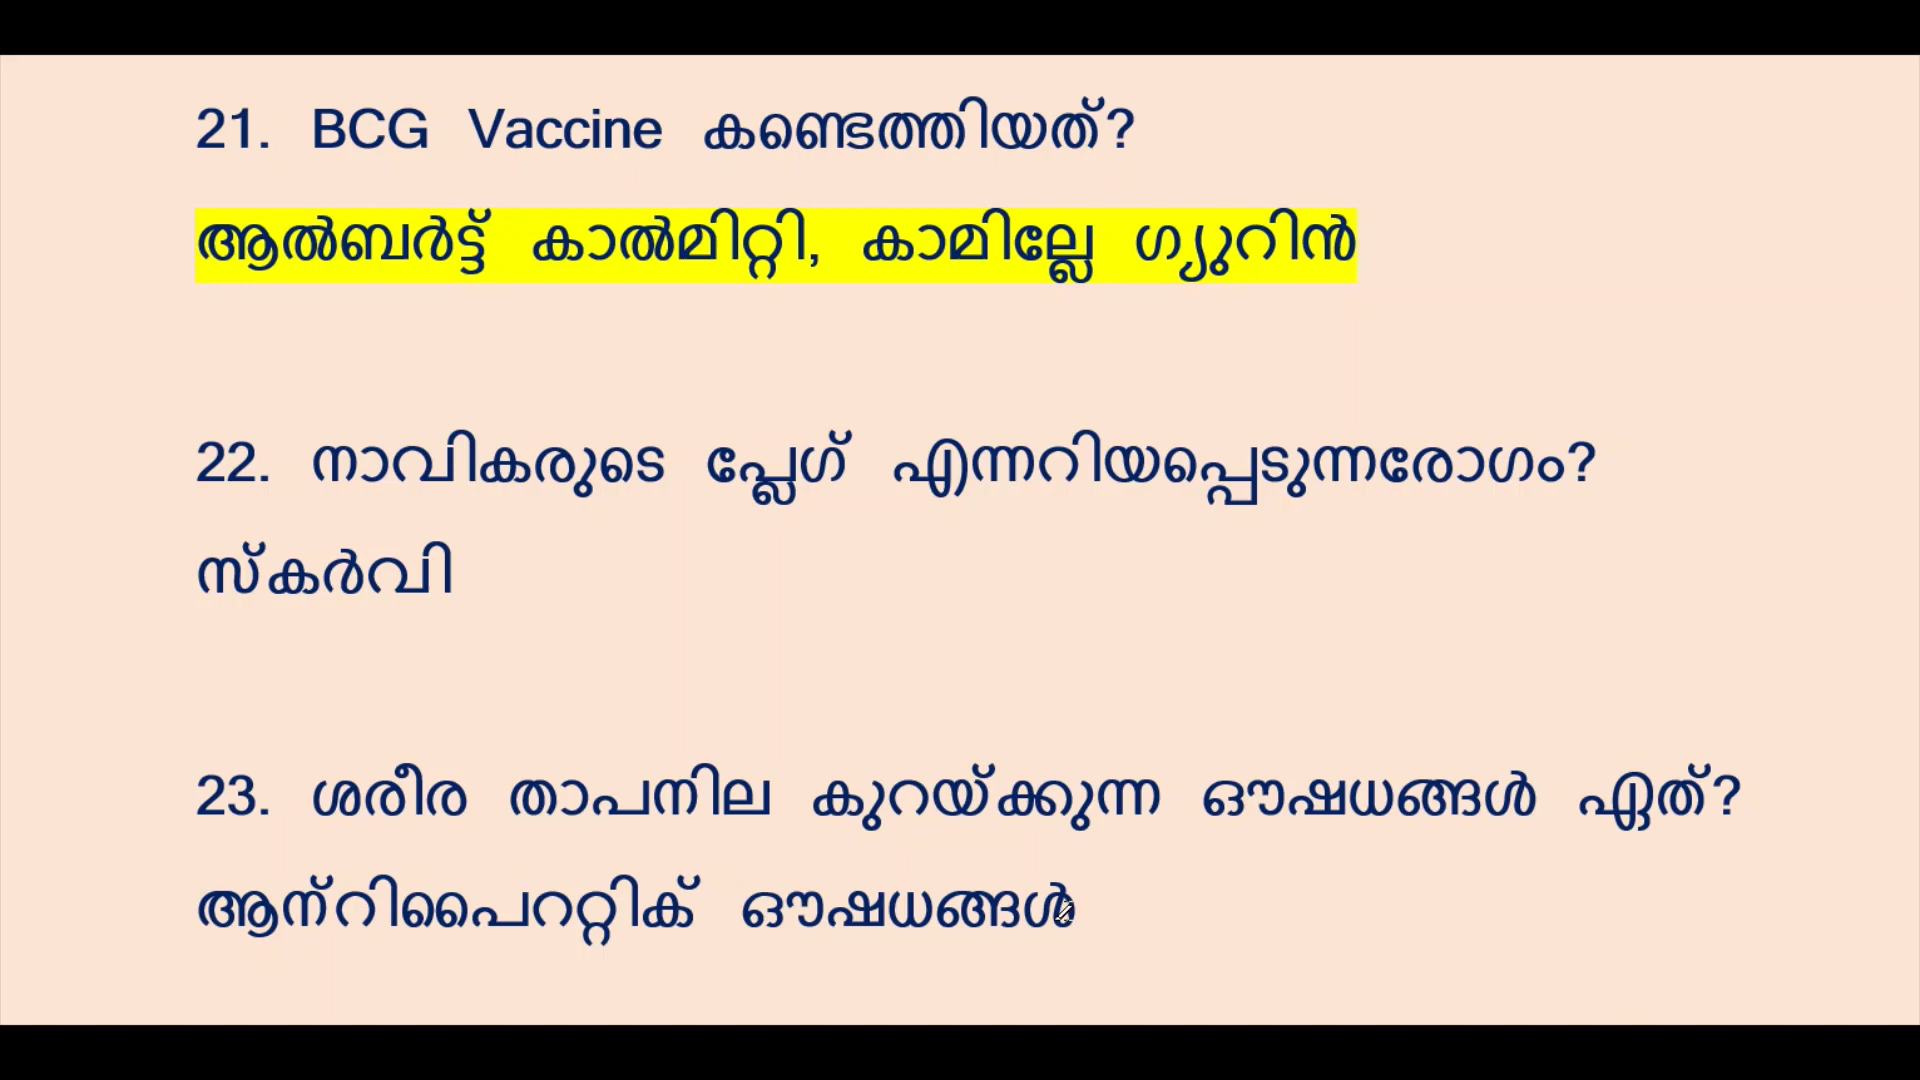 21. BCG Vaccine കണ്ടെത്തിയത്?
ആൽബർട്ട് കാൽമിറ്റി, കാമില്ലേ ഗ്യുറിൻ
22. നാവികരുടെ പ്ലേഗ് എന്നറിയപ്പെടുന്നരോഗം?
സ്കർവി
23. ശരീര താപനില കുറയ്ക്കുന്ന ഔഷധങ്ങൾ ഏത്?
ആന്റിപൈററ്റിക് ഔഷധങ്ങൾ